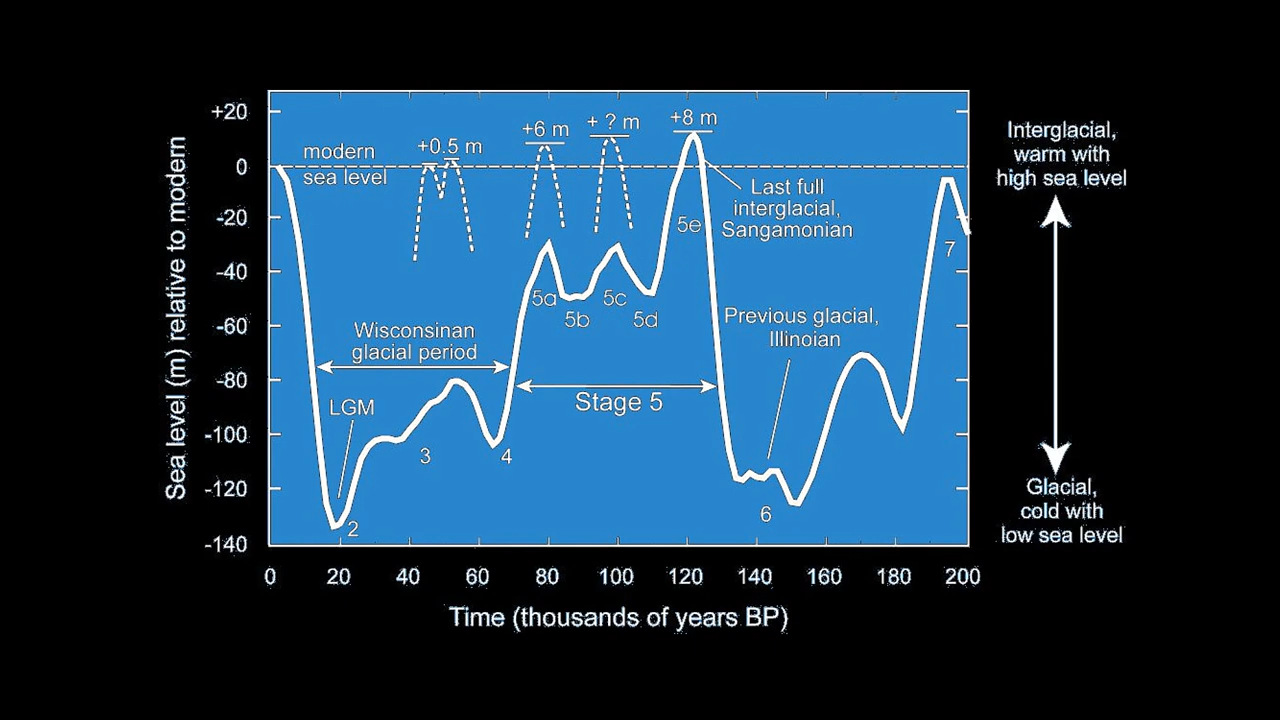 +20
0
-20
-40
-60
-80
-100
-120
-140
Sea level (m) relative to modern
modern
sea level
+0.5 m
+6 m
+ ? m
+8 m
Last full
interglacial,
Sangamonian
5e
7
5a
5b
5c
5d
Wisconsinan
glacial period
Stage 5
Previous glacial,
Illinoian
LGM
2
3
4
6
0
20
40
60
80
100
120
140
160
180
200
Time (thousands of years BP)
Interglacial,
warm with
high sea level
Glacial,
cold with
low sea level